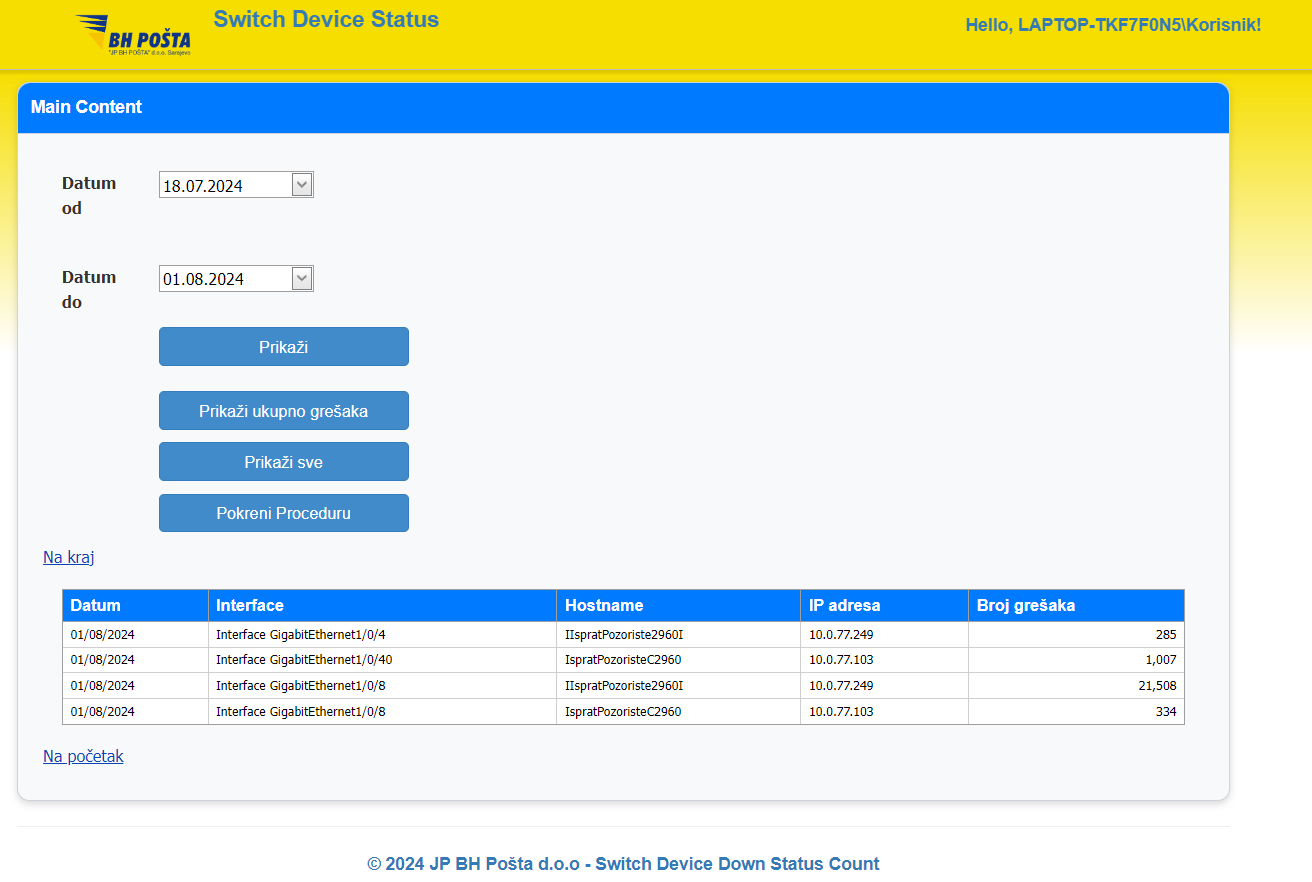 BH POŠTA
"JP BH POŠTA" d.o.o. Sarajevo
Switch Device Status
Hello, LAPTOP-TKF7F0N5\Korisnik!
Main Content
Datum
od
18.07.2024
Datum
do
01.08.2024
Prikaži
Prikaži ukupno grešaka
Prikaži sve
Pokreni Proceduru
Na kraj
Datum Interface Hostname IP adresa Broj grešaka
01/08/2024 Interface GigabitEthernet1/0/4 IIspratPozoriste2960I 10.0.77.249 285
01/08/2024 Interface GigabitEthernet1/0/40 IspratPozoristeC2960 10.0.77.103 1,007
01/08/2024 Interface GigabitEthernet1/0/8 IIspratPozoriste2960I 10.0.77.249 21,508
01/08/2024 Interface GigabitEthernet1/0/8 IspratPozoristeC2960 10.0.77.103 334
Na početak
© 2024 JP BH Pošta d.o.o - Switch Device Down Status Count